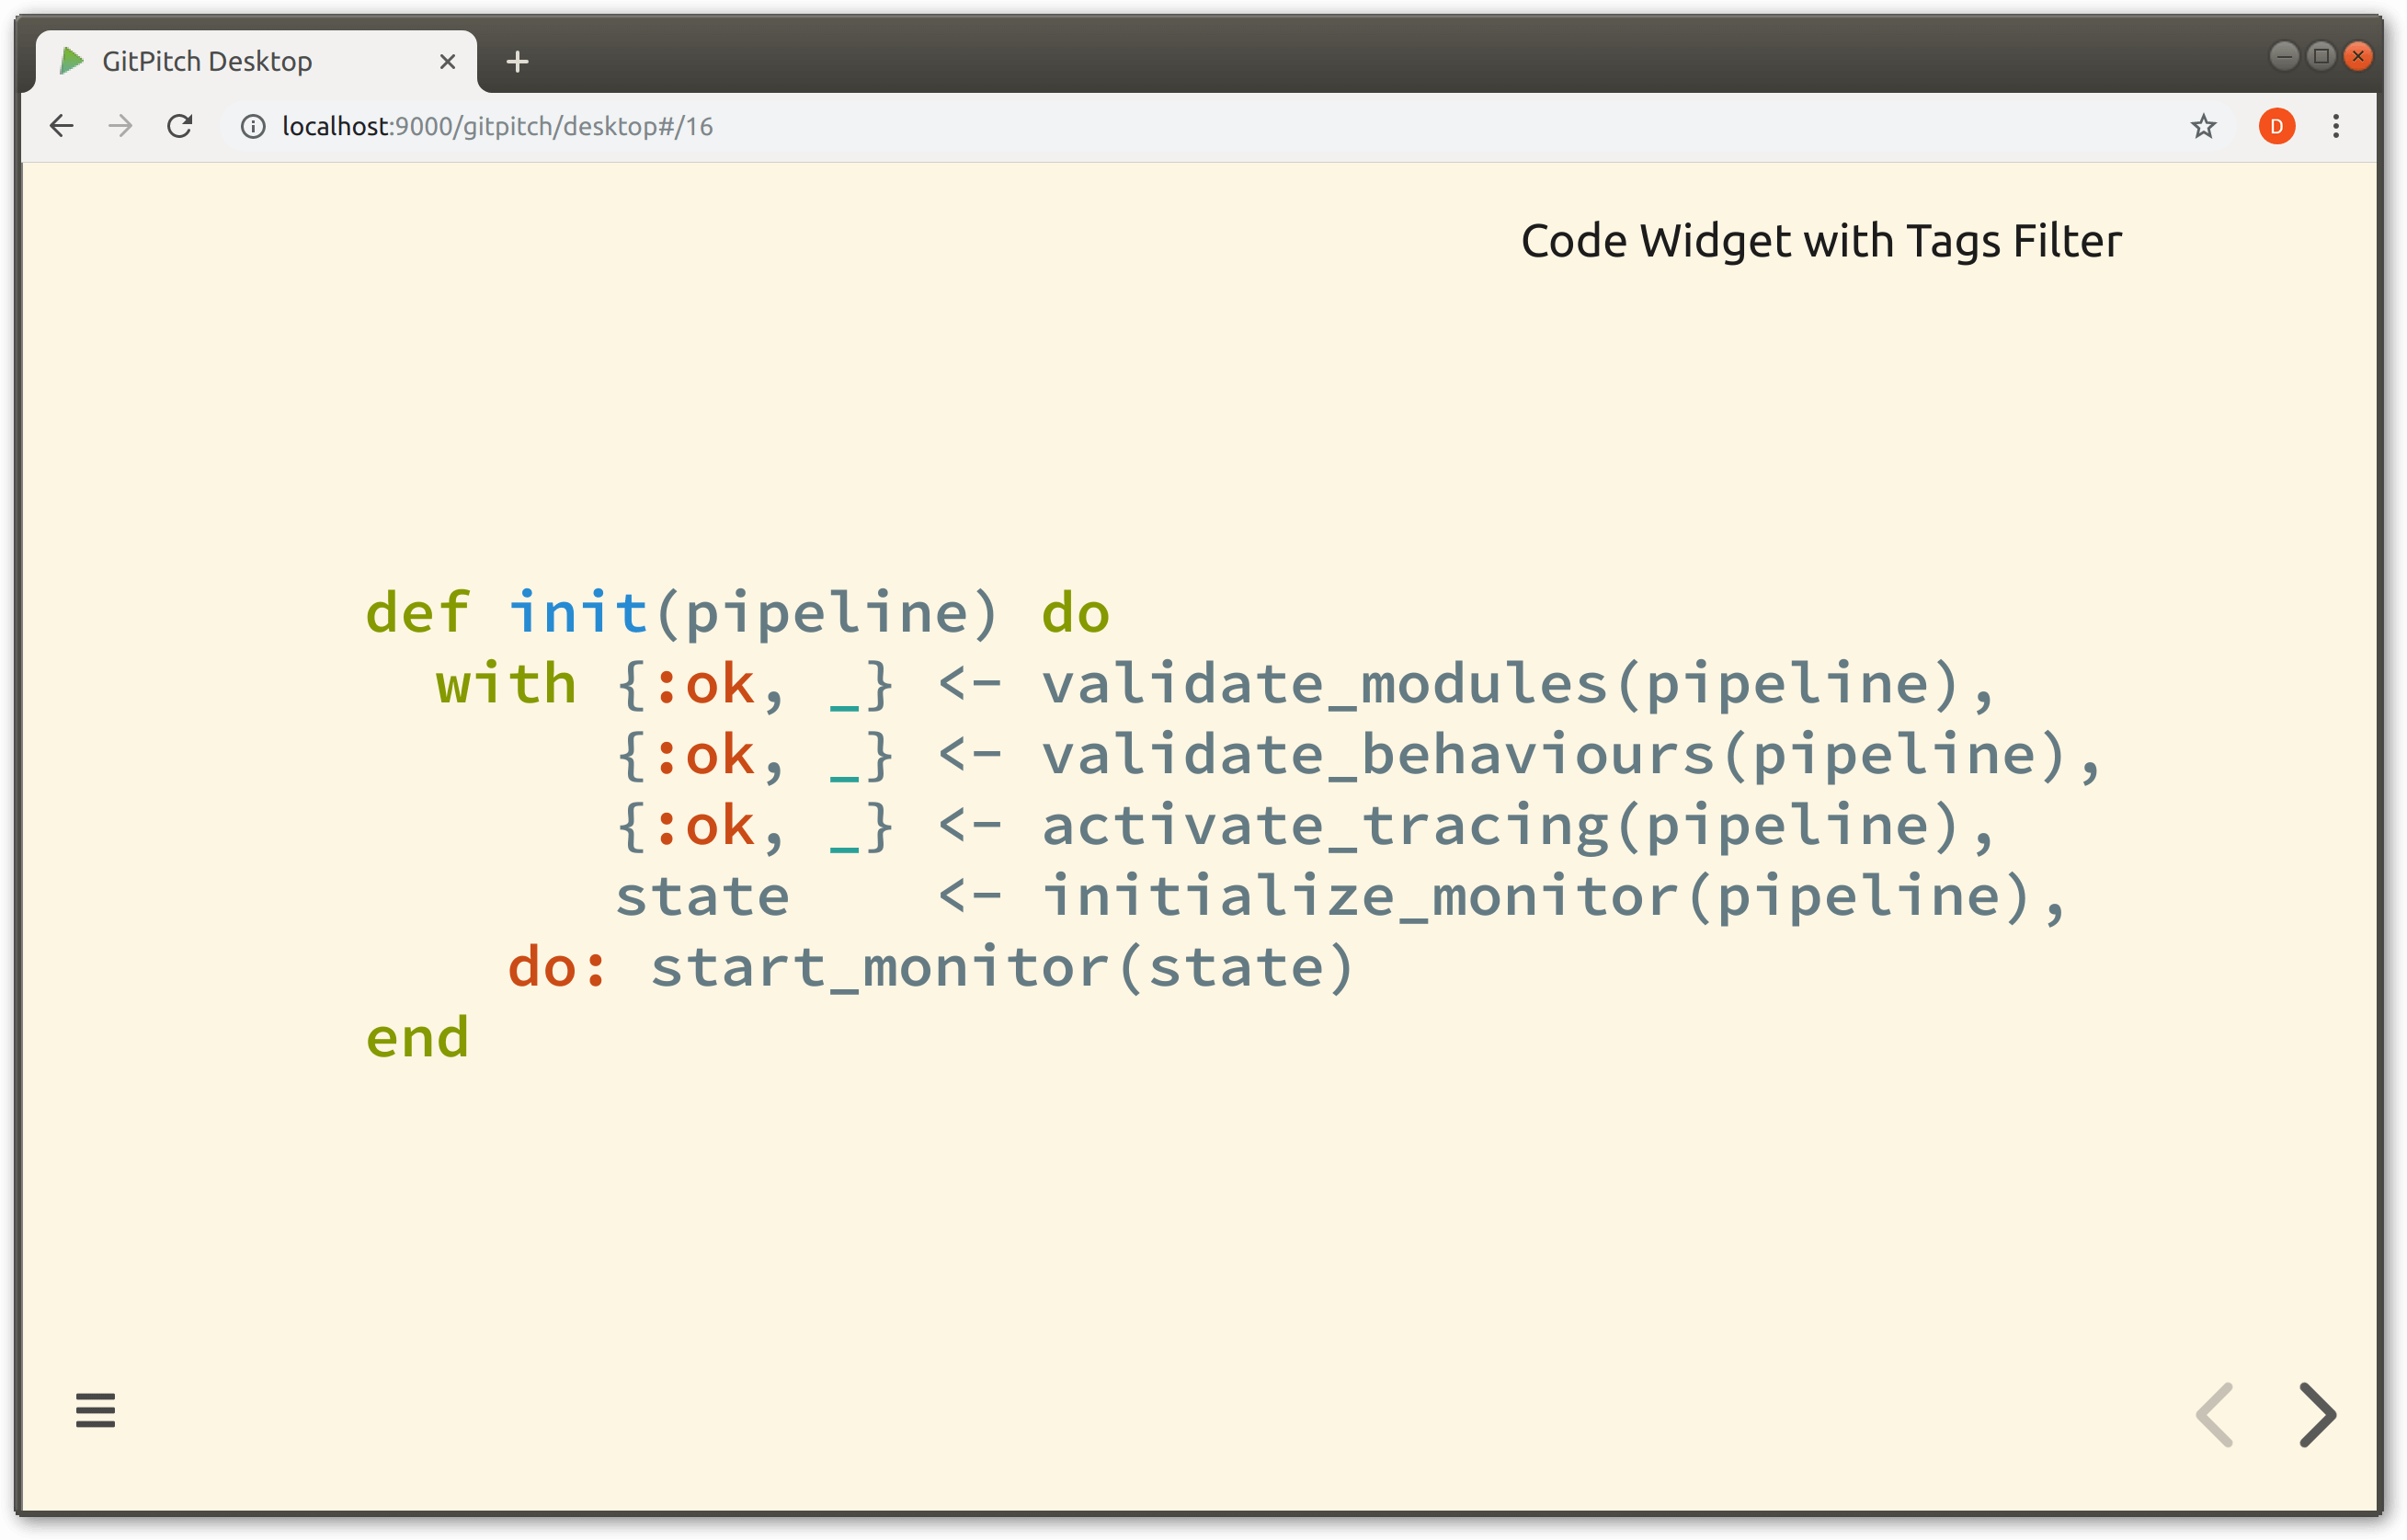 GitPitch Desktop
localhost:9000/gitpitch/desktop#/16
D
Code Widget with Tags Filter
def init(pipeline) do
  with {:ok, _} <- validate_modules(pipeline),
       {:ok, _} <- validate_behaviours(pipeline),
       {:ok, _} <- activate_tracing(pipeline),
       state    <- initialize_monitor(pipeline),
    do: start_monitor(state)
end